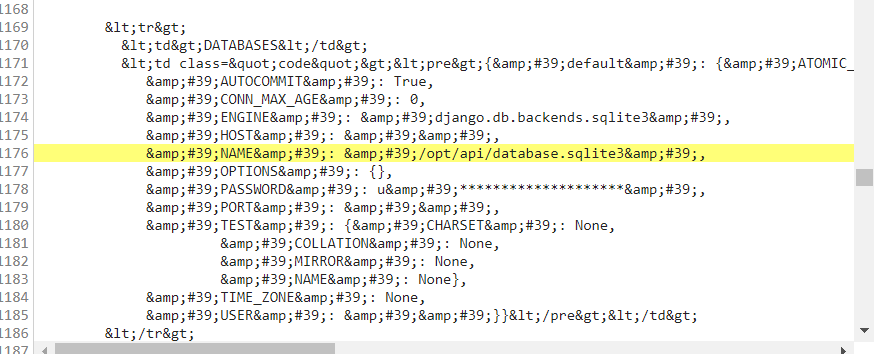 1168
1169 &lt;tr&gt;
1170 &lt;td&gt;DATABASES&lt;/td&gt;
1171 &lt;td class=&quot;code&quot;&gt;&lt;pre&gt;{&amp;#39;default&amp;#39;: {&amp;#39;ATOMIC_
1172 &amp;#39;AUTOCOMMIT&amp;#39;: True,
1173 &amp;#39;CONN_MAX_AGE&amp;#39;: 0,
1174 &amp;#39;ENGINE&amp;#39;: &amp;#39;django.db.backends.sqlite3&amp;#39;,
1175 &amp;#39;HOST&amp;#39;: &amp;#39;&amp;#39;,
1176 &amp;#39;NAME&amp;#39;: &amp;#39;/opt/api/database.sqlite3&amp;#39;,
1177 &amp;#39;OPTIONS&amp;#39;: {},
1178 &amp;#39;PASSWORD&amp;#39;: u&amp;#39;********************&amp;#39;,
1179 &amp;#39;PORT&amp;#39;: &amp;#39;&amp;#39;,
1180 &amp;#39;TEST&amp;#39;: {&amp;#39;CHARSET&amp;#39;: None,
1181 &amp;#39;COLLATION&amp;#39;: None,
1182 &amp;#39;MIRROR&amp;#39;: None,
1183 &amp;#39;NAME&amp;#39;: None},
1184 &amp;#39;TIME_ZONE&amp;#39;: None,
1185 &amp;#39;USER&amp;#39;: &amp;#39;&amp;#39;}}&lt;/pre&gt;&lt;/td&gt;
1186 &lt;/tr&gt;
1187